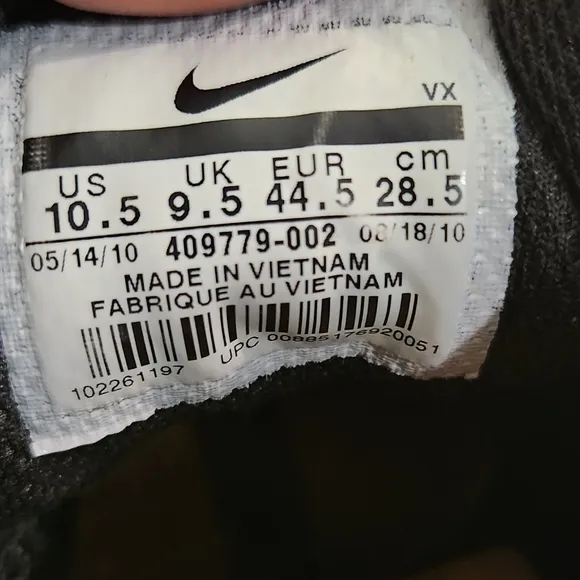 VX
US UK EUR cm
10.5 9.5 44.5 28.5
05/14/10 409779-002 08/18/10
MADE IN VIETNAM
FABRIQUE AU VIETNAM
102261197 UPC 00885176920051